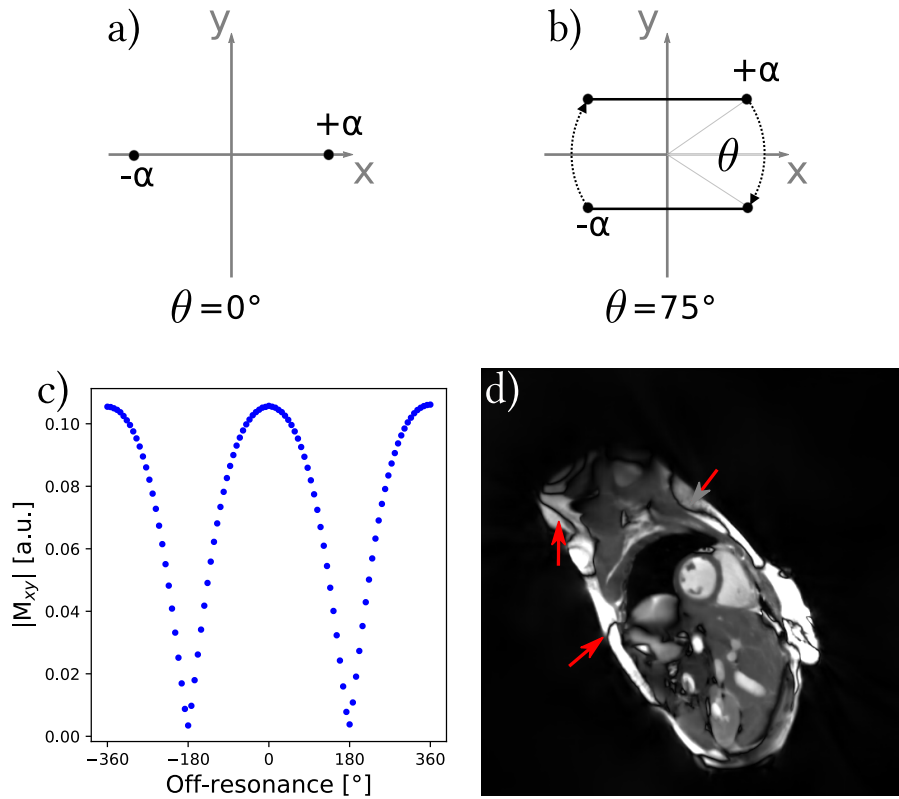 a)
y
+α
-α
x
θ = 0°
b)
y
+α
θ
x
-α
θ = 75°
c)
|Mxy| [a.u.]
0.10
0.08
0.06
0.04
0.02
0.00
−360
−180
0
180
360
Off-resonance [°]
d)